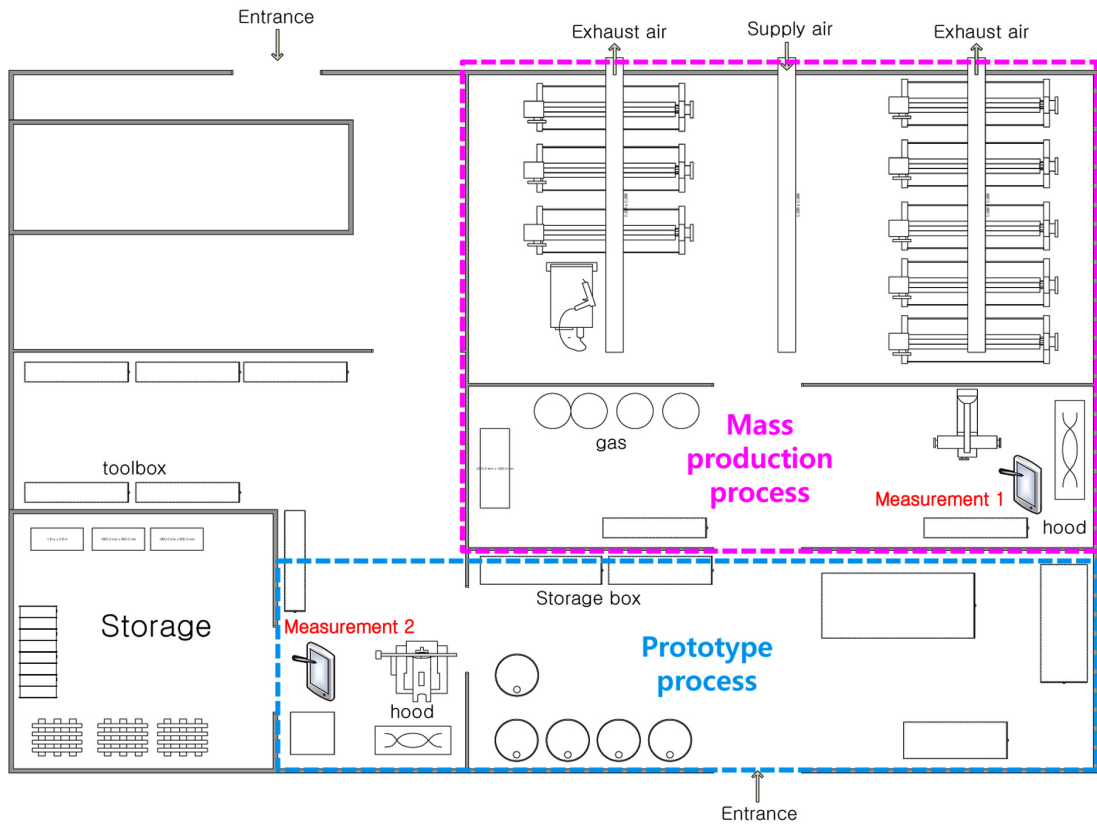 Entrance
Exhaust air
Supply air
Exhaust air
gas
Mass
production
process
toolbox
Measurement 1
hood
Storage box
Storage
Measurement 2
Prototype
process
hood
Entrance